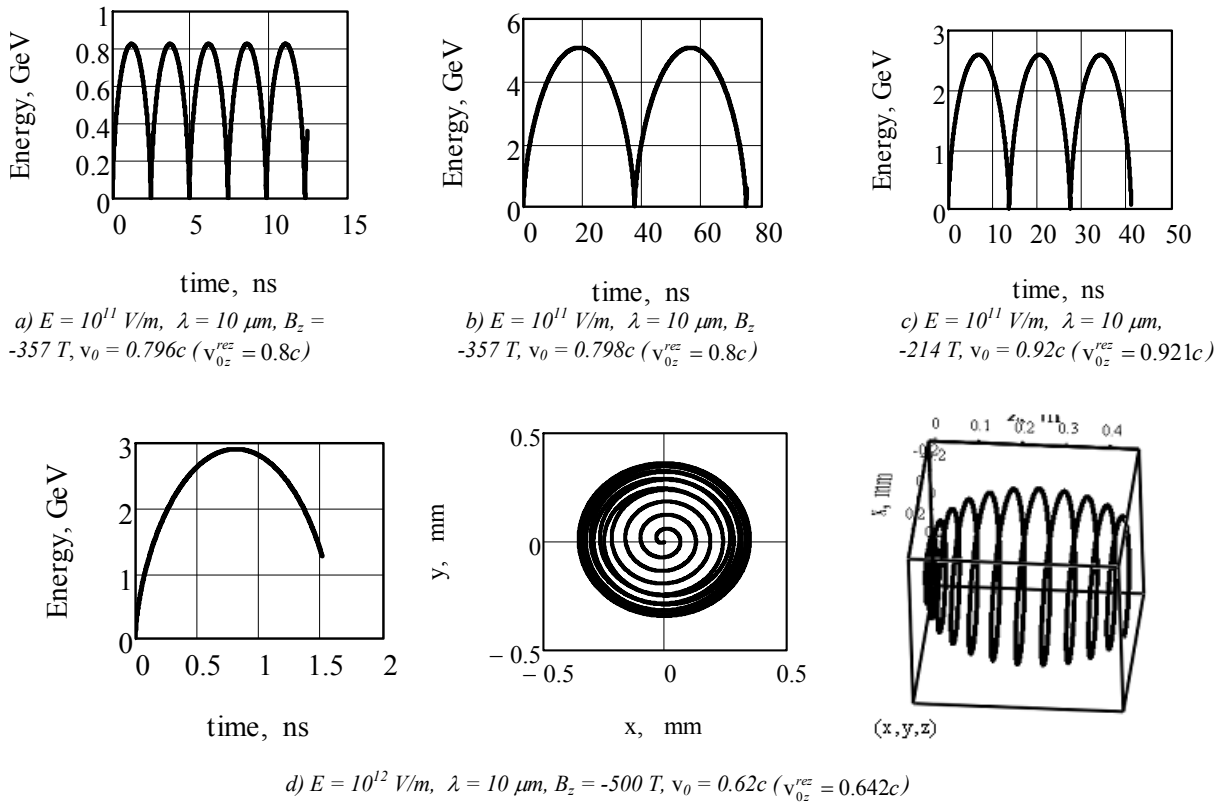 Energy, GeV
1
0.8
0.6
0.4
0.2
0
0 5 10 15
time, ns
a) E = 10^11 V/m, λ = 10 μm, B_z =
-357 T, v_0 = 0.796c ( v_0z^rez = 0.8c)
Energy, GeV
6
4
2
0
0 20 40 60 80
time, ns
b) E = 10^11 V/m, λ = 10 μm, B_z
-357 T, v_0 = 0.798c ( v_0z^rez = 0.8c)
Energy, GeV
3
2
1
0
0 10 20 30 40 50
time, ns
c) E = 10^11 V/m, λ = 10 μm,
-214 T, v_0 = 0.92c ( v_0z^rez = 0.921c)
Energy, GeV
3
2
1
0
0 0.5 1 1.5 2
time, ns
y, mm
0.5
0
– 0.5
– 0.5 0 0.5
x, mm
0 0.1 0.2 0.3 0.4
X, mm
(x,y,z)
d) E = 10^12 V/m, λ = 10 μm, B_z = -500 T, v_0 = 0.62c ( v_0z^rez = 0.642c)